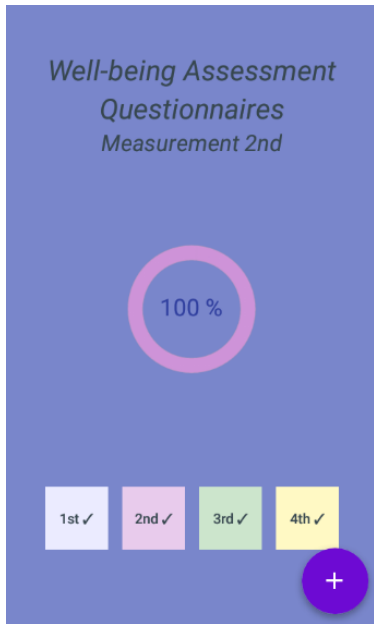 Well-being Assessment
Questionnaires
Measurement 2nd
100 %
1st ✓ 2nd ✓ 3rd ✓ 4th ✓
+